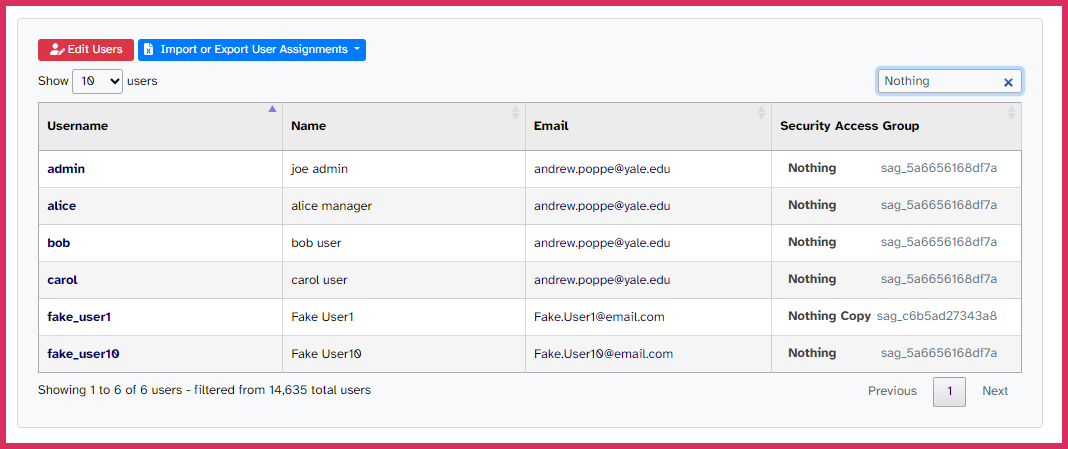 Edit Users Import or Export User Assignments
Show 10 users Nothing
Username Name Email Security Access Group
admin joe admin andrew.poppe@yale.edu Nothing sag_5a6656168df7a
alice alice manager andrew.poppe@yale.edu Nothing sag_5a6656168df7a
bob bob user andrew.poppe@yale.edu Nothing sag_5a6656168df7a
carol carol user andrew.poppe@yale.edu Nothing sag_5a6656168df7a
fake_user1 Fake User1 Fake.User1@email.com Nothing Copy sag_c6b5ad27343a8
fake_user10 Fake User10 Fake.User10@email.com Nothing sag_5a6656168df7a
Showing 1 to 6 of 6 users - filtered from 14,635 total users Previous 1 Next